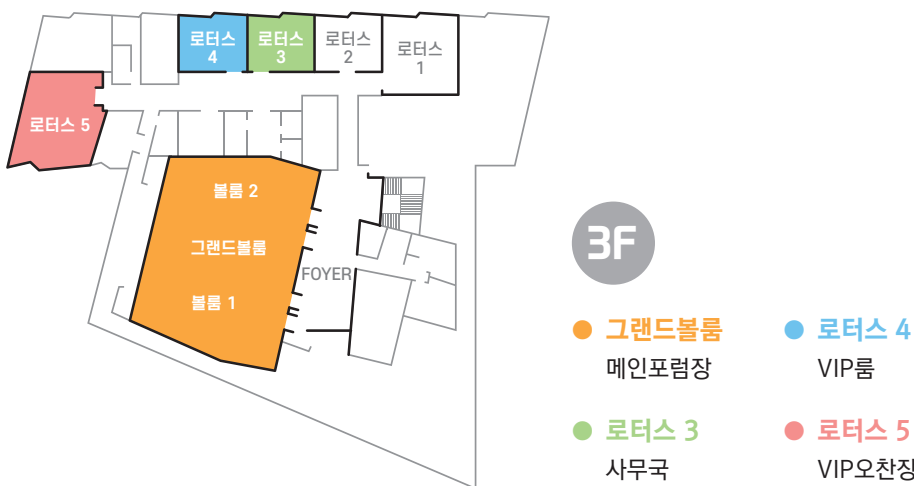 로터스
4
로터스
3
로터스
2
로터스
1
로터스 5
볼룸 2
그랜드볼룸
볼룸 1
FOYER
3F
그랜드볼룸
메인포럼장
로터스 4
VIP룸
로터스 3
사무국
로터스 5
VIP오찬장